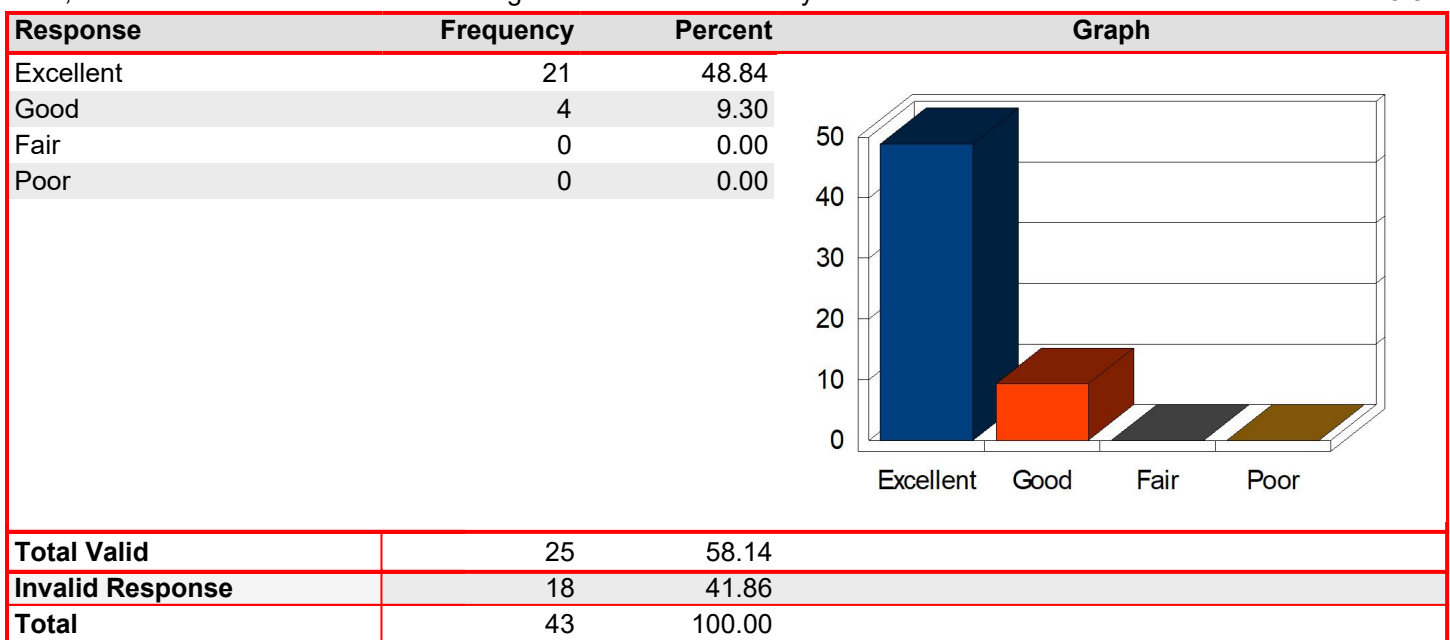 Response Frequency Percent Graph
Excellent 21 48.84
Good 4 9.30
Fair 0 0.00
Poor 0 0.00
50
40
30
20
10
0
Excellent Good Fair Poor
Total Valid 25 58.14
Invalid Response 18 41.86
Total 43 100.00